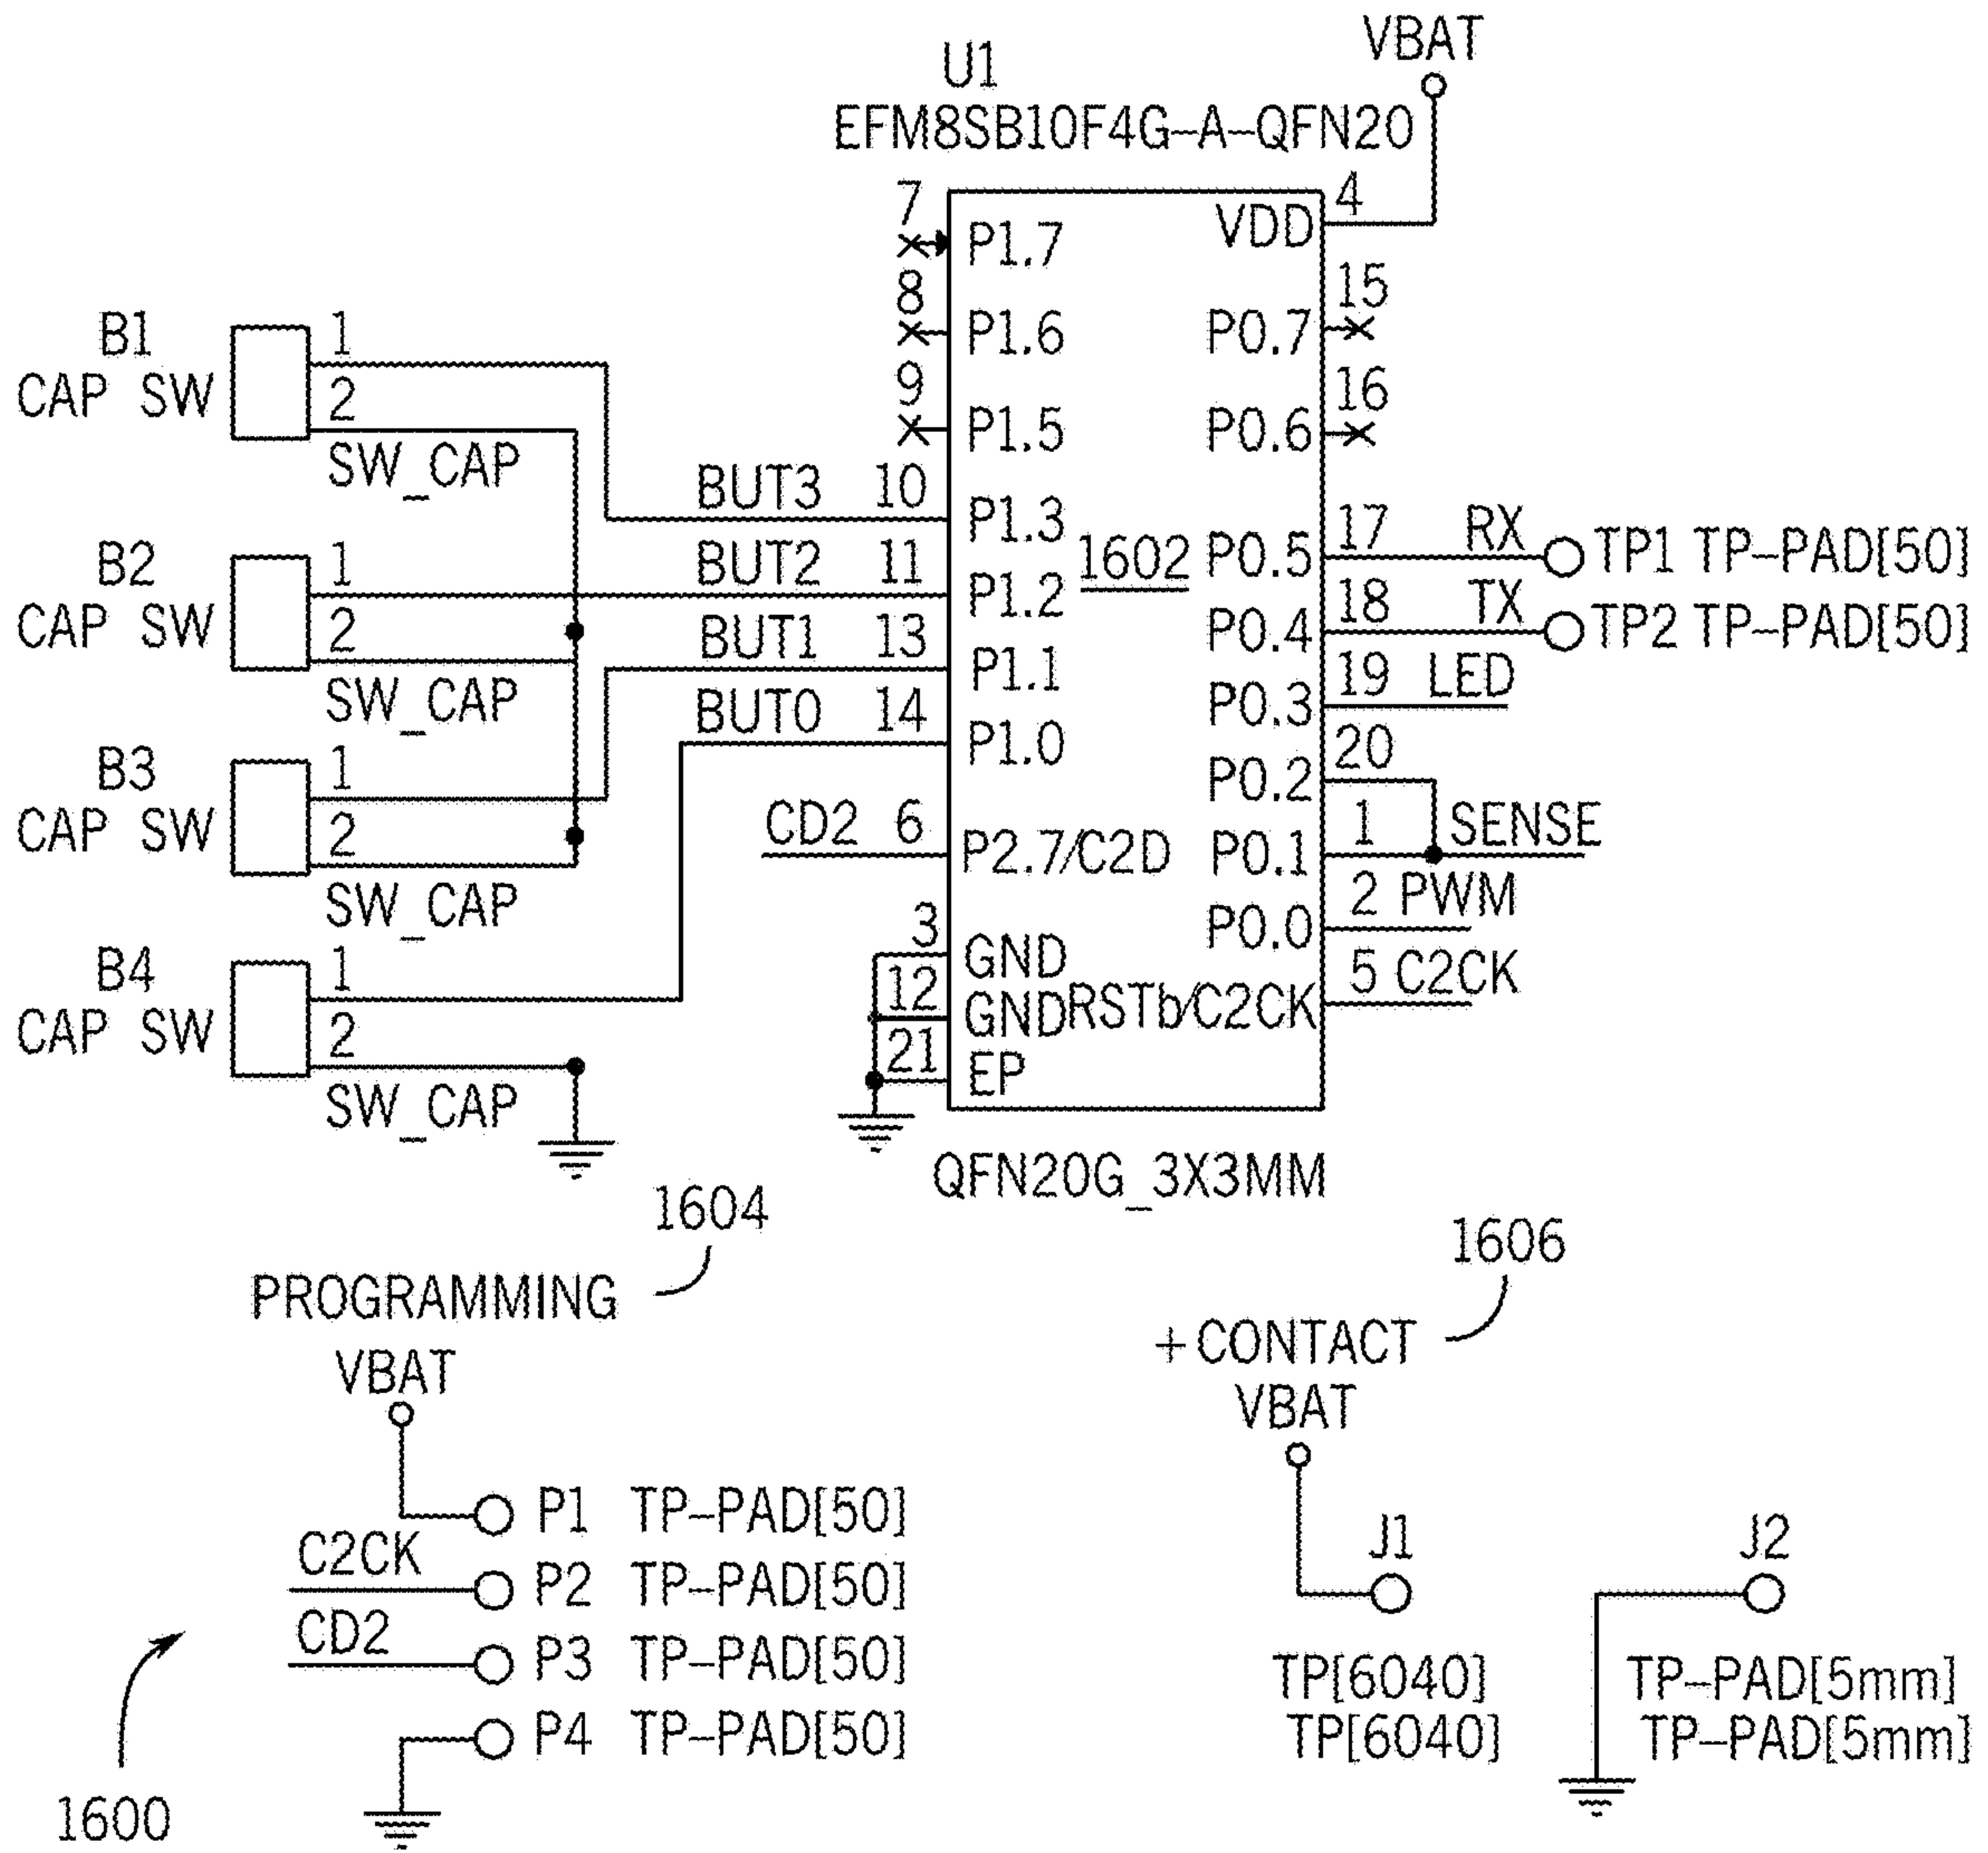 VBAT
U1
EFM8SB10F4G-A-QFN20
7
P1.7
VDD
4
8
P1.6
P0.7
15
9
P1.5
P0.6
16
B1
CAP SW
1
2
SW_CAP
BUT3
10
P1.3
1602
P0.5
17
RX
TP1 TP-PAD[50]
B2
CAP SW
1
2
SW_CAP
BUT2
11
P1.2
P0.4
18
TX
TP2 TP-PAD[50]
BUT1
13
P1.1
P0.3
19
LED
BUT0
14
P1.0
P0.2
20
B3
CAP SW
1
2
SW_CAP
CD2
6
P2.7/C2D
P0.1
1
SENSE
P0.0
2
PWM
3
GND
12
GND
RSTb/C2CK
5
C2CK
21
EP
B4
CAP SW
1
2
SW_CAP
QFN20G_3X3MM
1604
PROGRAMMING
VBAT
P1 TP-PAD[50]
C2CK
P2 TP-PAD[50]
CD2
P3 TP-PAD[50]
P4 TP-PAD[50]
1600
1606
+CONTACT
VBAT
J1
TP[6040]
TP[6040]
J2
TP-PAD[5mm]
TP-PAD[5mm]